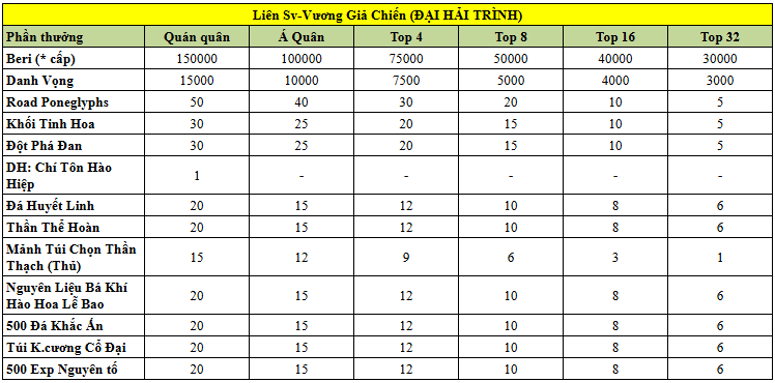 Liên Sv-Vương Giả Chiến (ĐẠI HẢI TRÌNH)
Phần thưởng Quán quân Á Quân Top 4 Top 8 Top 16 Top 32
Beri (* cấp) 150000 100000 75000 50000 40000 30000
Danh Vọng 15000 10000 7500 5000 4000 3000
Road Poneglyphs 50 40 30 20 10 5
Khối Tinh Hoa 30 25 20 15 10 5
Đột Phá Đan 30 25 20 15 10 5
DH: Chí Tôn Hào
Hiệp 1 - - - - -
Đá Huyết Linh 20 15 12 10 8 6
Thần Thể Hoàn 20 15 12 10 8 6
Mảnh Túi Chọn Thần
Thạch (Thủ) 15 12 9 6 3 1
Nguyên Liệu Bá Khí
Hào Hoa Lễ Bao 20 15 12 10 8 6
500 Đá Khắc Ấn 20 15 12 10 8 6
Túi K.cương Cổ Đại 20 15 12 10 8 6
500 Exp Nguyên tố 20 15 12 10 8 6